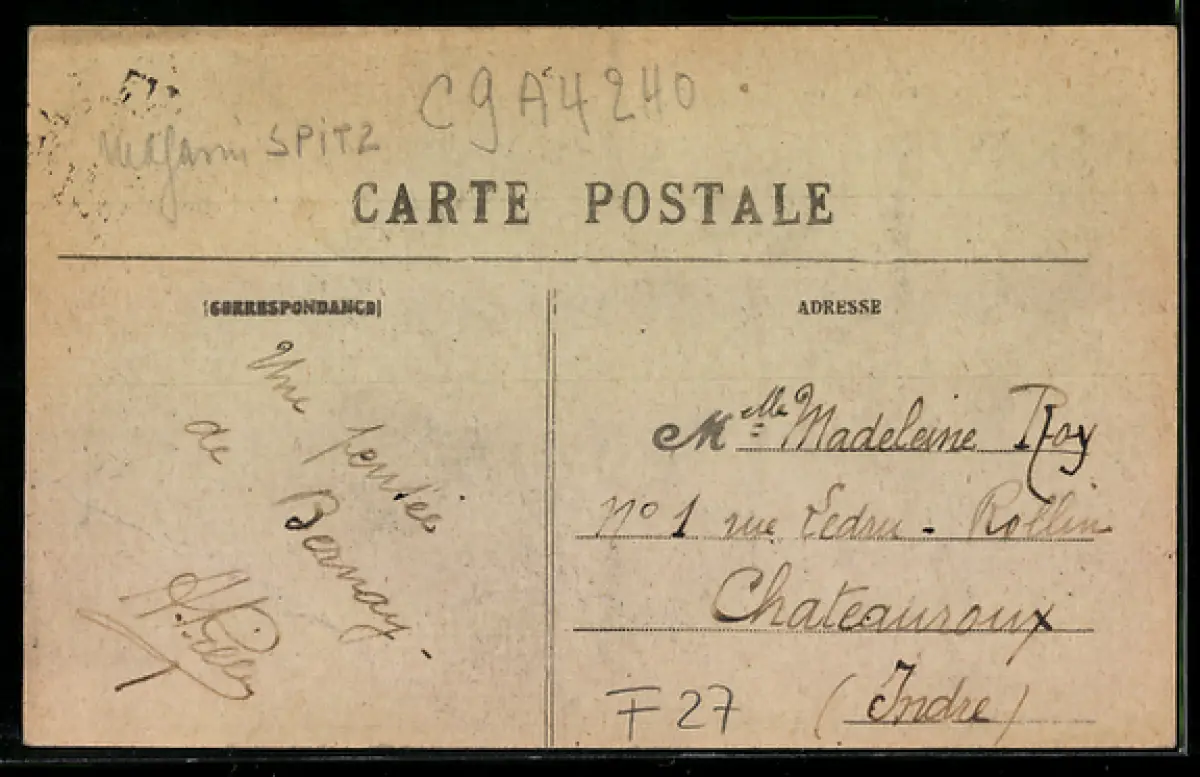 C9A4240
SPITZ
CARTE POSTALE
CORRESPONDANCE
ADRESSE
Une pensée
de Bernay.
Melle Madeleine Roy
No 1 rue Ledru-Rollin
Chateauroux
(Indre)
F27